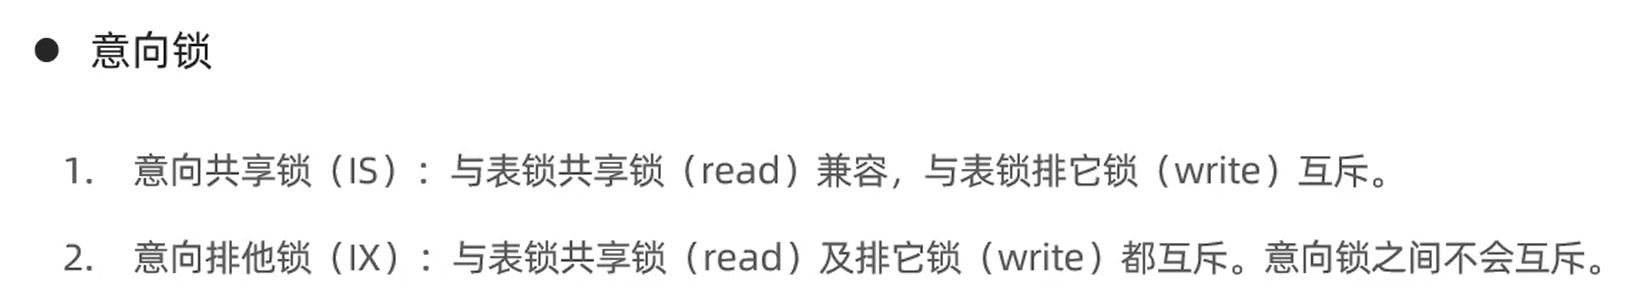 ● 意向锁
1. 意向共享锁（IS）：与表锁共享锁（read）兼容，与表锁排它锁（write）互斥。
2. 意向排他锁（IX）：与表锁共享锁（read）及排它锁（write）都互斥。意向锁之间不会互斥。